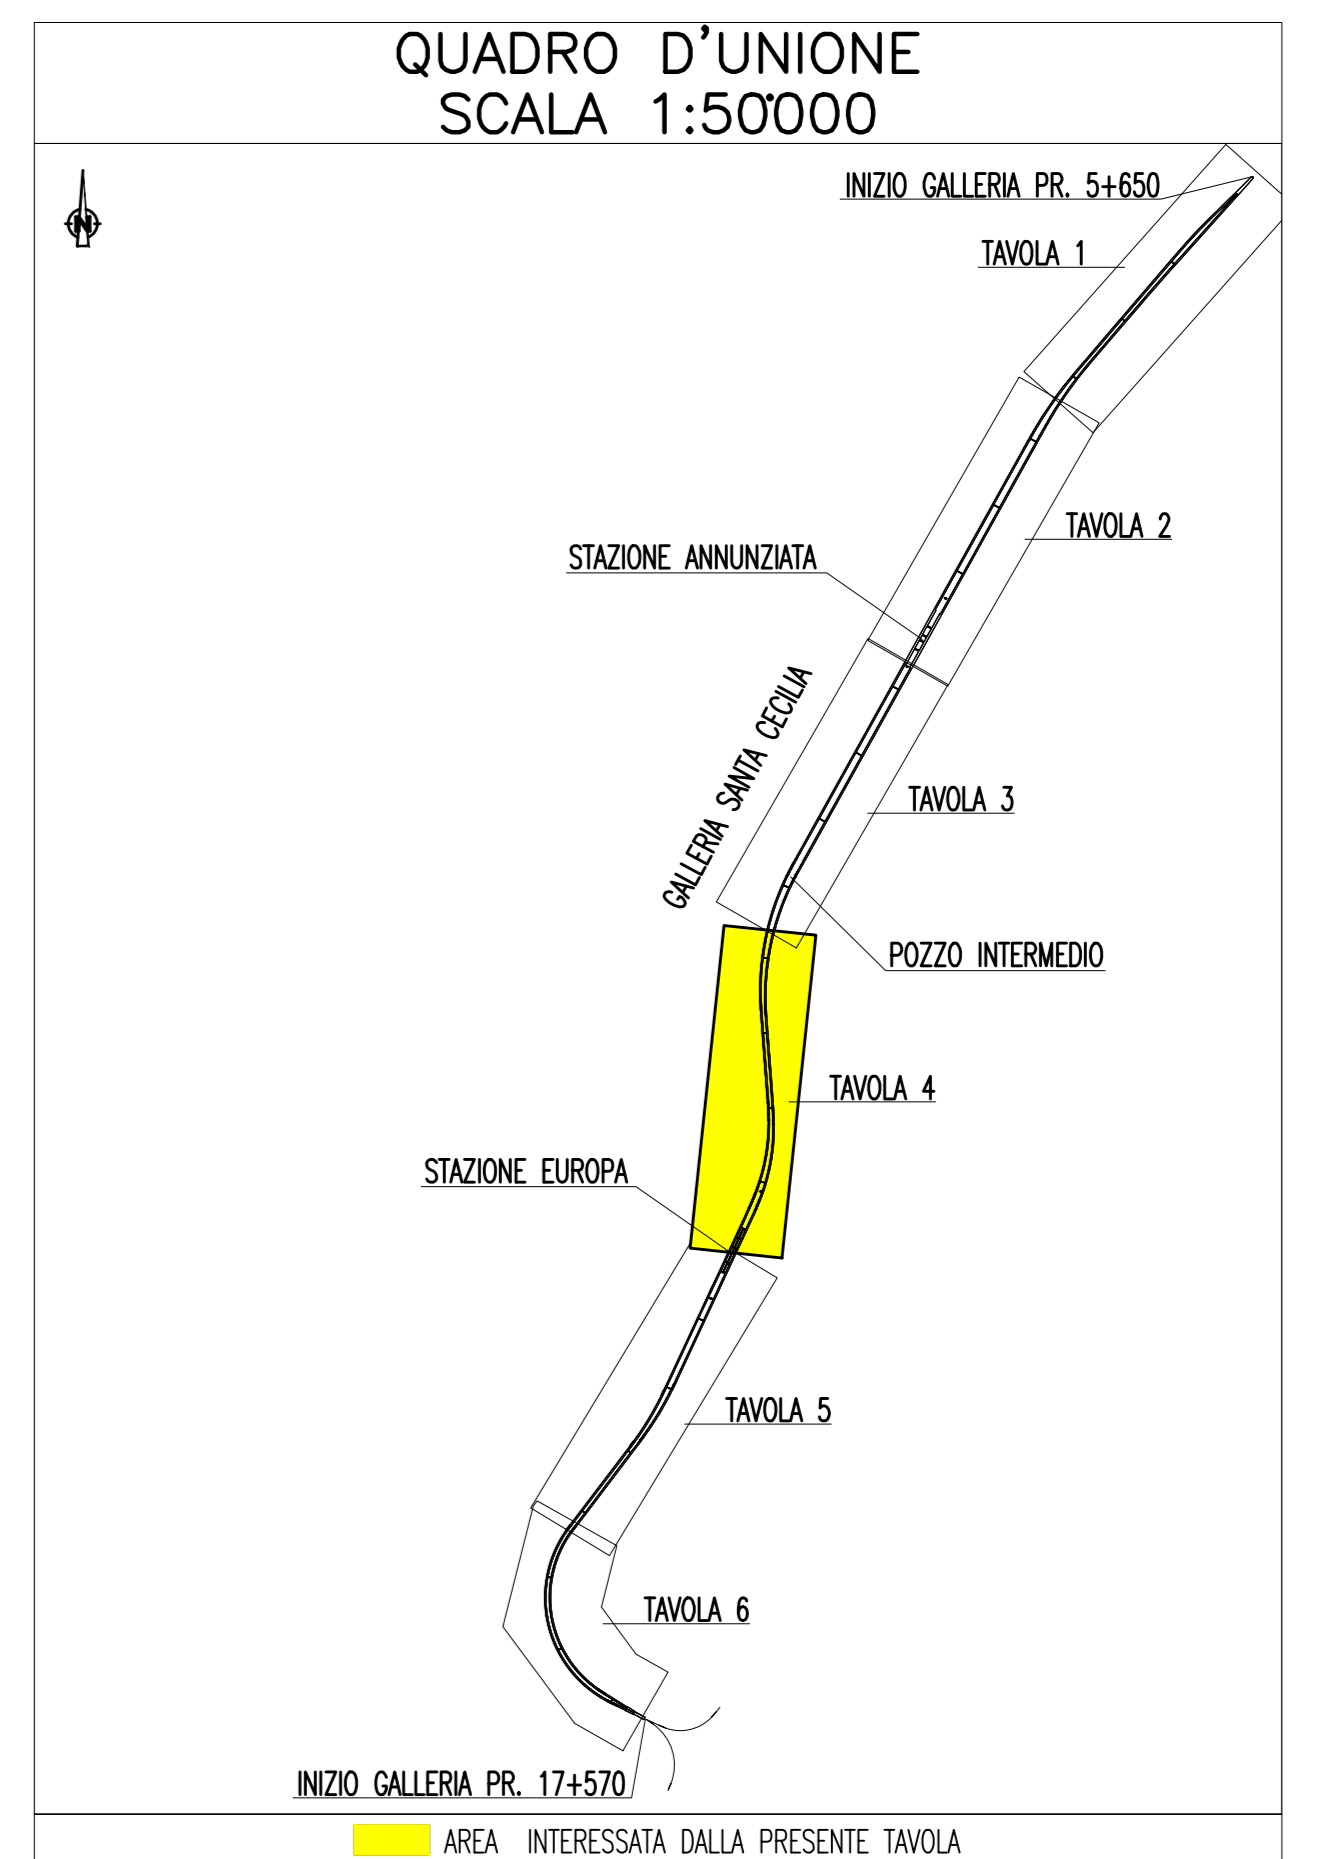 QUADRO D'UNIONE
SCALA 1:50'000
N
INIZIO GALLERIA PR. 5+650
TAVOLA 1
TAVOLA 2
STAZIONE ANNUNZIATA
GALLERIA SANTA CECILIA
TAVOLA 3
POZZO INTERMEDIO
TAVOLA 4
STAZIONE EUROPA
TAVOLA 5
TAVOLA 6
INIZIO GALLERIA PR. 17+570
AREA INTERESSATA DALLA PRESENTE TAVOLA